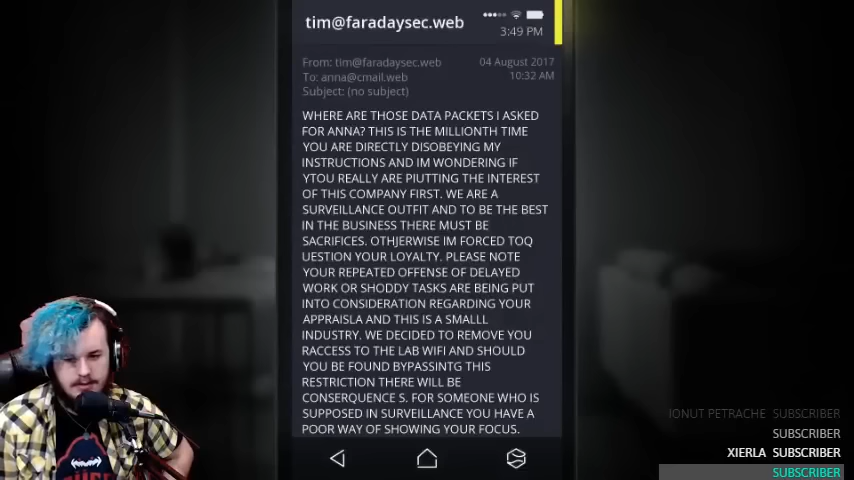 tim@faradaysec.web
3:49 PM
From: tim@faradaysec.web
04 August 2017
To: anna@cmail.web
10:32 AM
Subject: (no subject)
WHERE ARE THOSE DATA PACKETS I ASKED
FOR ANNA? THIS IS THE MILLIONTH TIME
YOU ARE DIRECTLY DISOBEYING MY
INSTRUCTIONS AND IM WONDERING IF
YTOU REALLY ARE PIUTTING THE INTEREST
OF THIS COMPANY FIRST. WE ARE A
SURVEILLANCE OUTFIT AND TO BE THE BEST
IN THE BUSINESS THERE MUST BE
SACRIFICES. OTHJERWISE IM FORCED TOQ
UESTION YOUR LOYALTY. PLEASE NOTE
YOUR REPEATED OFFENSE OF DELAYED
WORK OR SHODDY TASKS ARE BEING PUT
INTO CONSIDERATION REGARDING YOUR
APPRAISLA AND THIS IS A SMALLL
INDUSTRY. WE DECIDED TO REMOVE YOU
RACCESS TO THE LAB WIFI AND SHOULD
YOU BE FOUND BYPASSINTG THIS
RESTRICTION THERE WILL BE
CONSERQUENCE S. FOR SOMEONE WHO IS
SUPPOSED IN SURVEILLANCE YOU HAVE A
POOR WAY OF SHOWING YOUR FOCUS.
IONUT PETRACHE SUBSCRIBER
SUBSCRIBER
XIERLA SUBSCRIBER
SUBSCRIBER